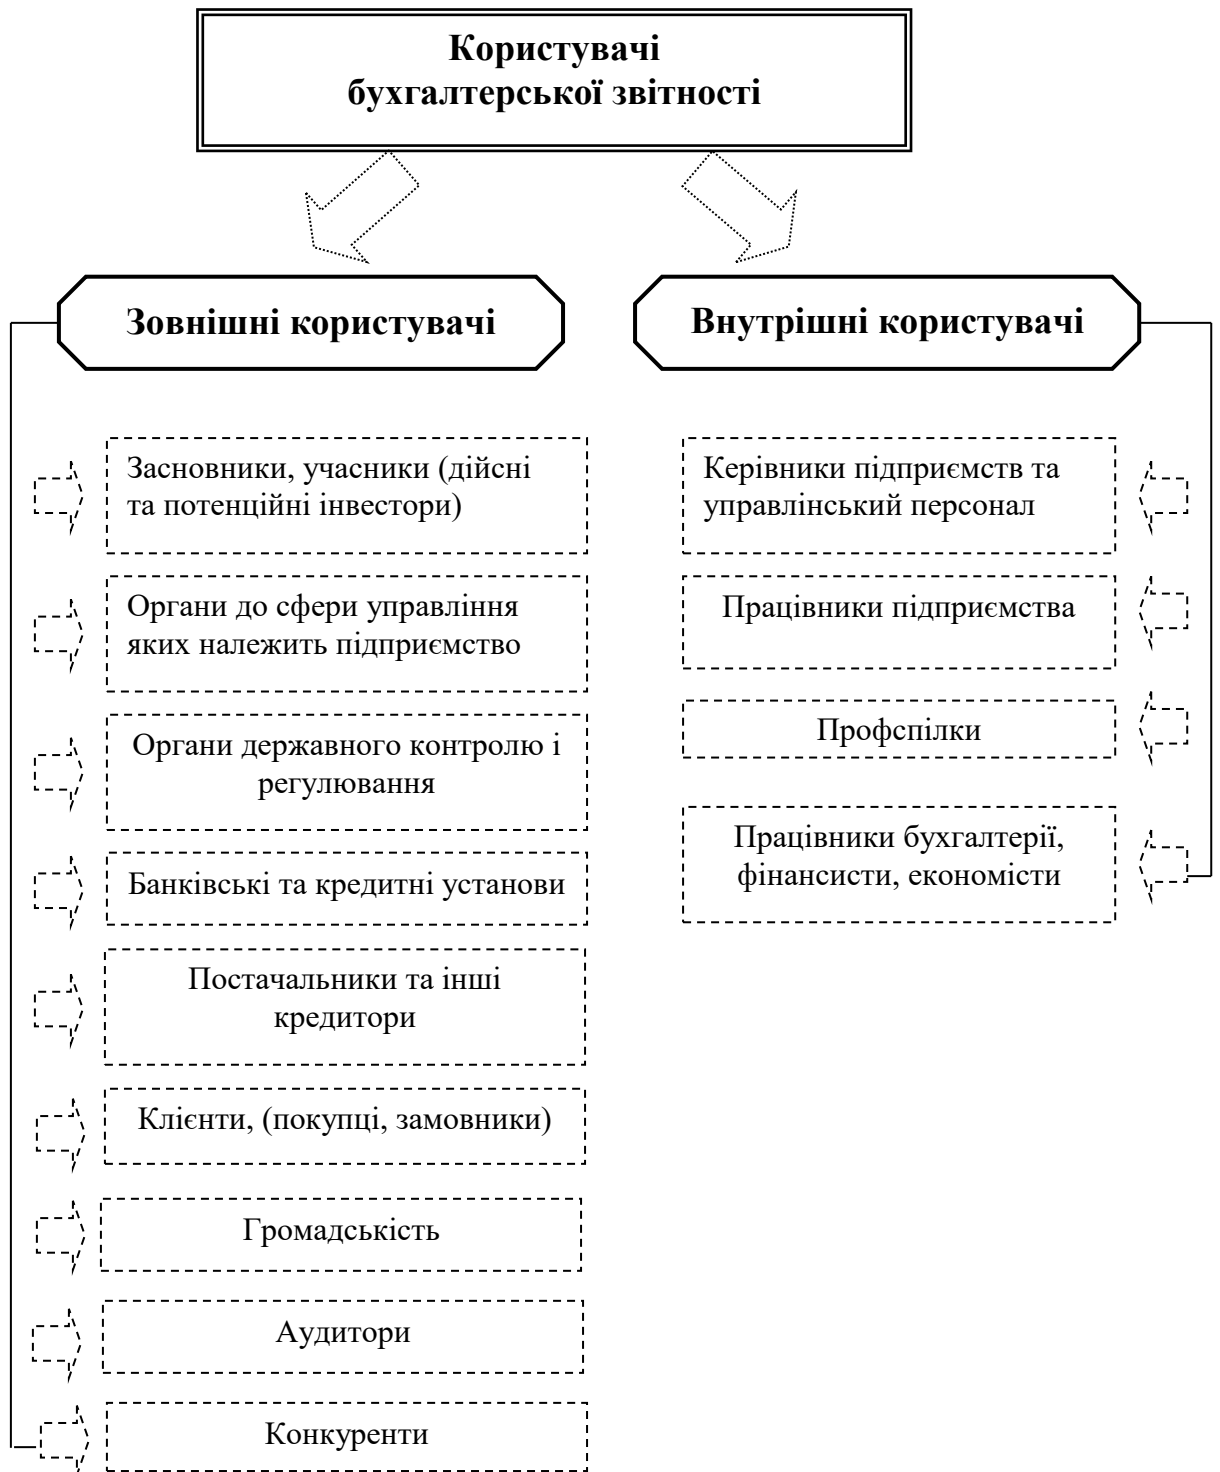 Користувачі
бухгалтерської звітності
Зовнішні користувачі
Засновники, учасники (дійсні
та потенційні інвестори)
Органи до сфери управління
яких належить підприємство
Органи державного контролю і
регулювання
Банківські та кредитні установи
Постачальники та інші
кредитори
Клієнти, (покупці, замовники)
Громадськість
Аудитори
Конкуренти
Внутрішні користувачі
Керівники підприємств та
управлінський персонал
Працівники підприємства
Профспілки
Працівники бухгалтерії,
фінансисти, економісти